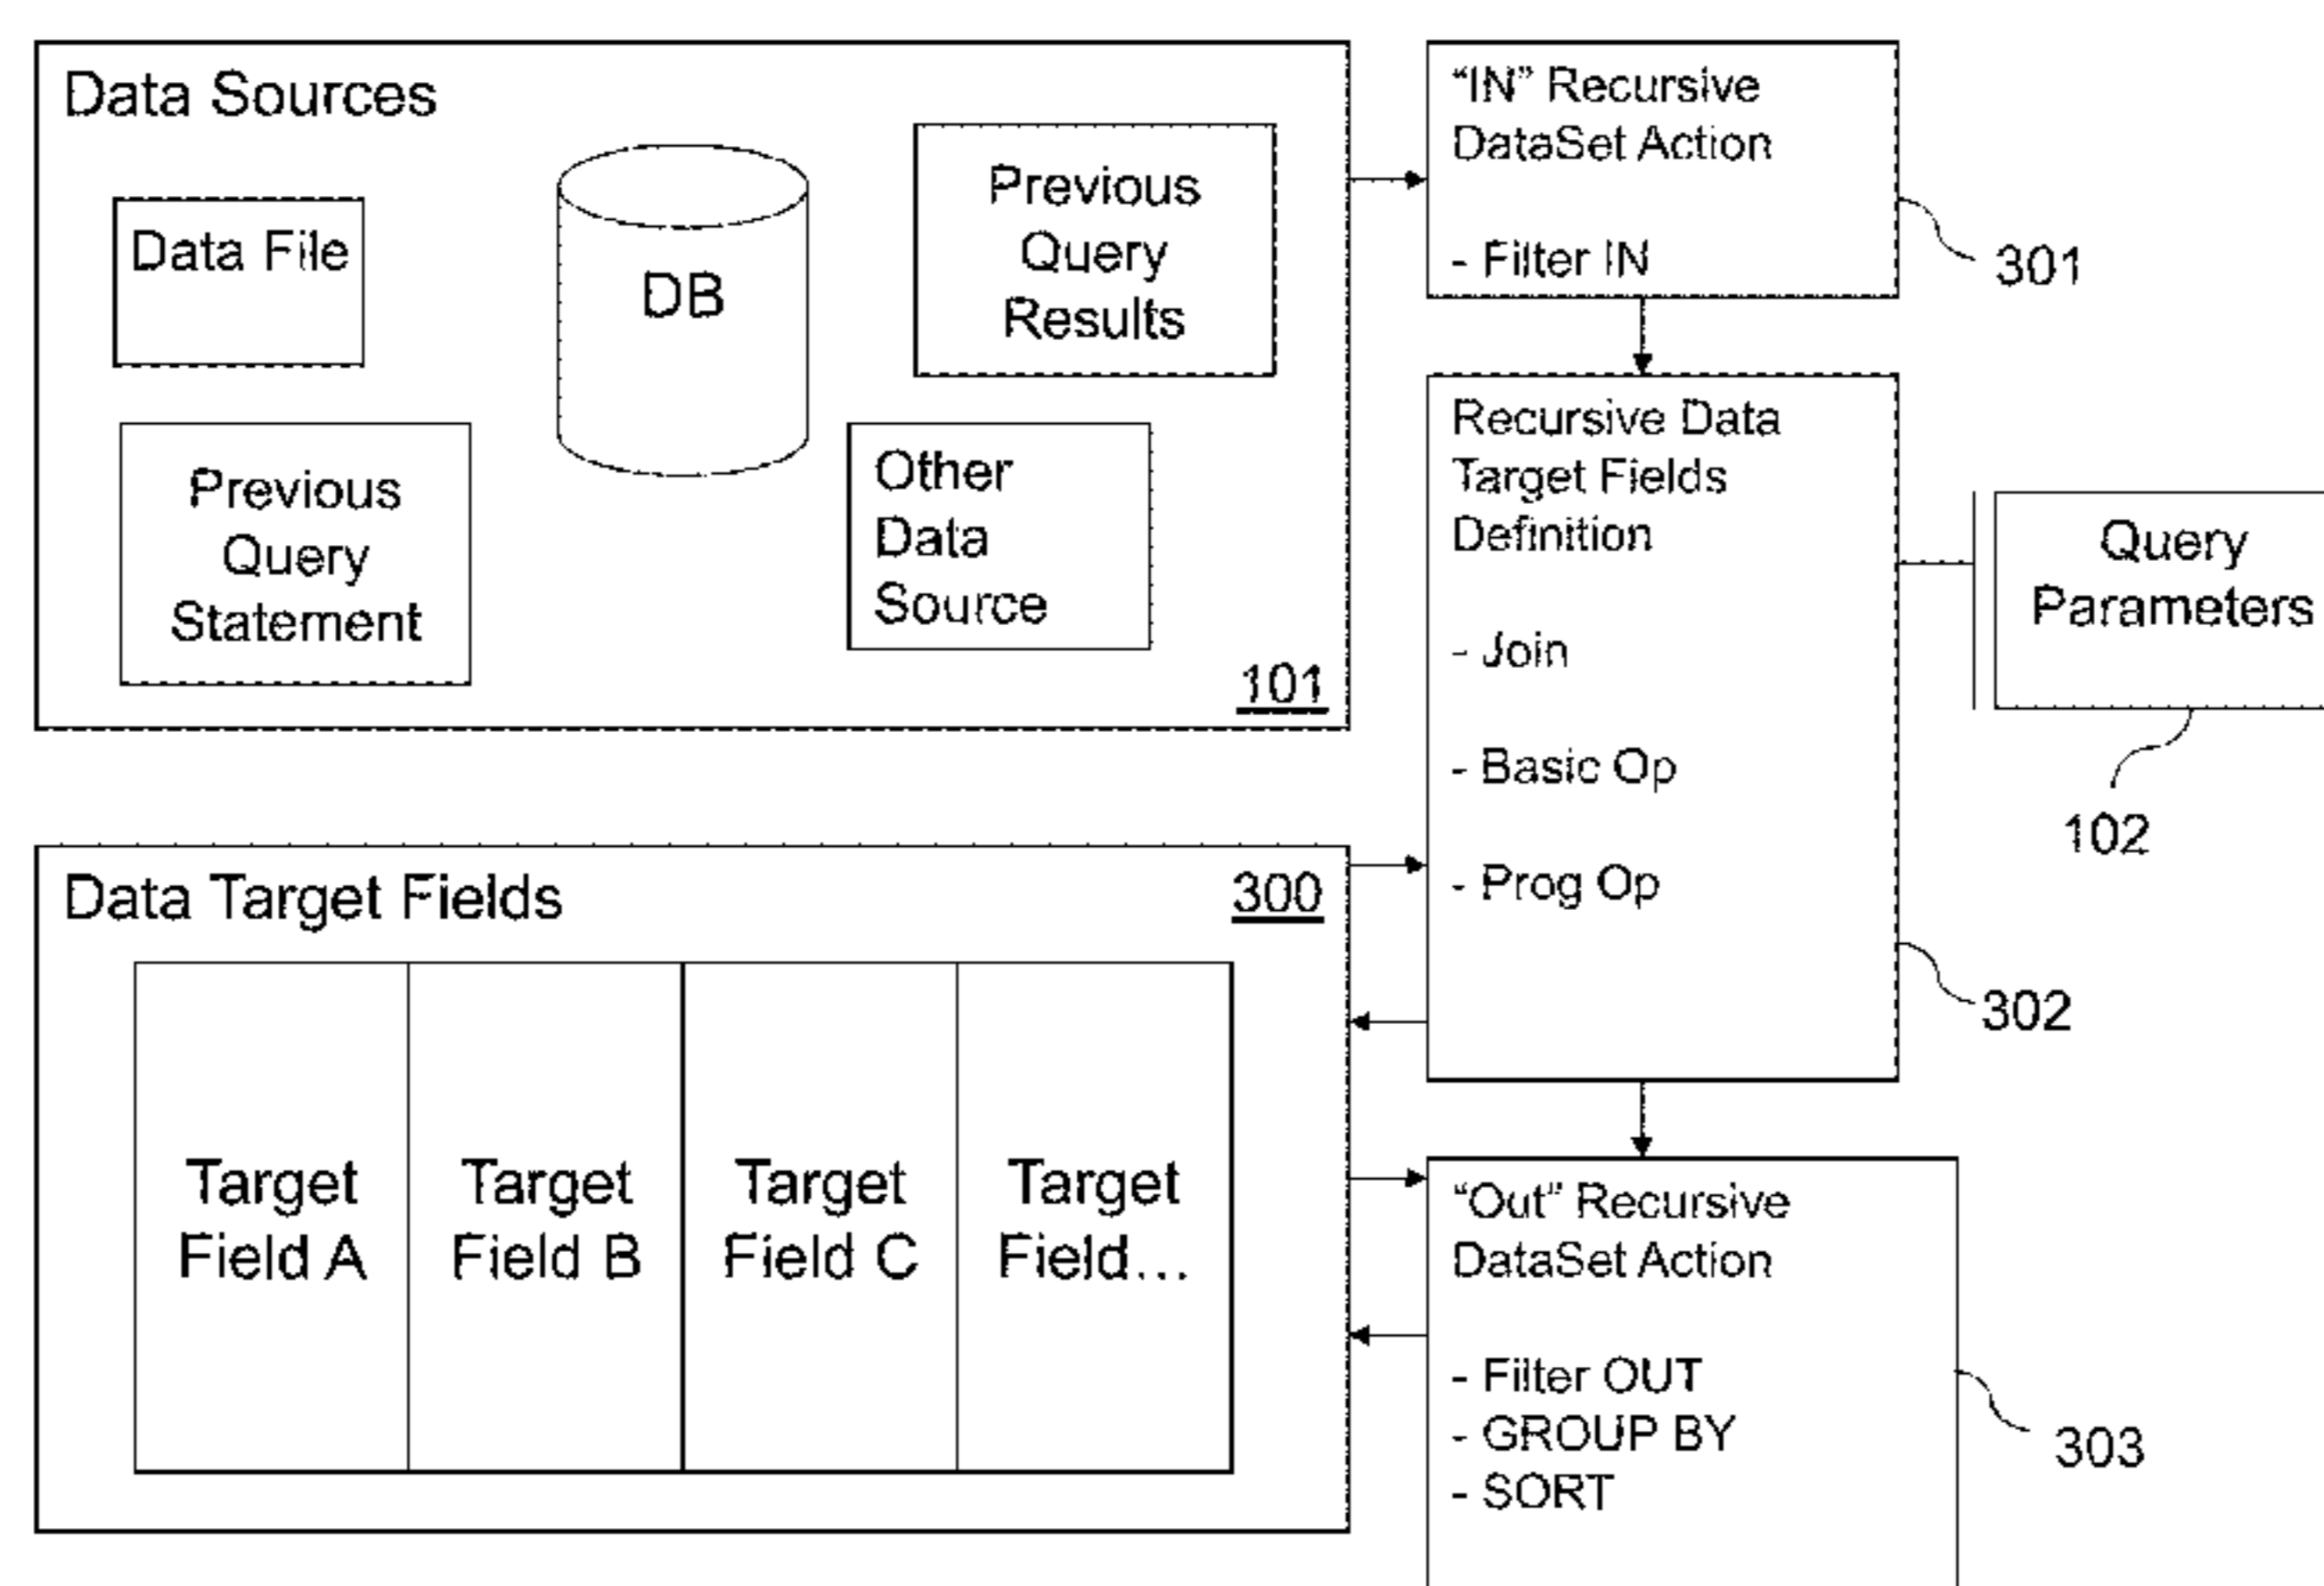 Data Sources
Data File
DB
Previous
Query
Results
Previous
Query
Statement
Other
Data
Source
101
“IN” Recursive
DataSet Action
- Filter IN
301
Recursive Data
Target Fields
Definition
- Join
- Basic Op
- Prog Op
302
Query
Parameters
102
Data Target Fields
300
Target
Field A
Target
Field B
Target
Field C
Target
Field...
“Out” Recursive
DataSet Action
- Filter OUT
- GROUP BY
- SORT
303